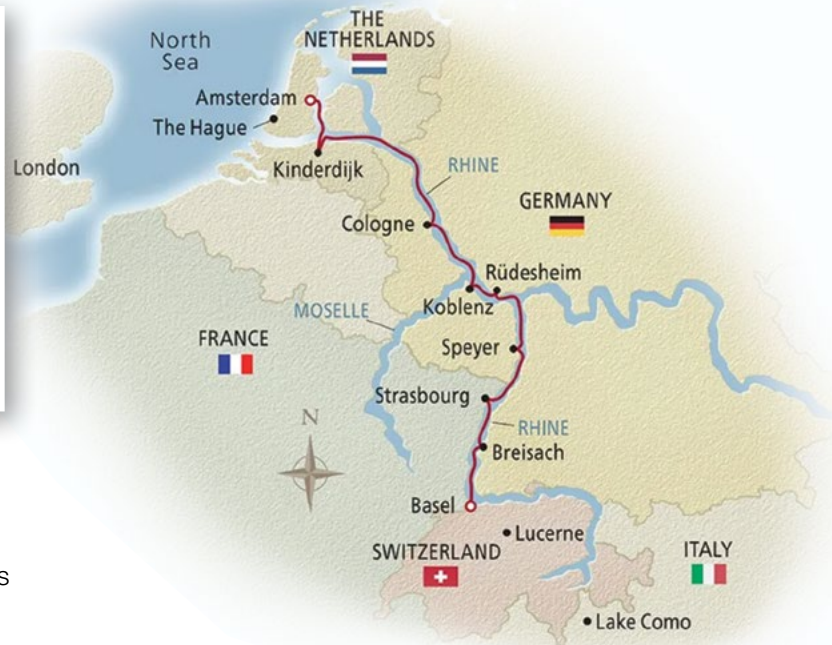 THE
NETHERLANDS
North
Sea
Amsterdam
The Hague
London
Kinderdijk
RHINE
GERMANY
Cologne
Rüdesheim
Koblenz
MOSELLE
FRANCE
Speyer
Strasbourg
N
RHINE
Breisach
Basel
Lucerne
SWITZERLAND
ITALY
Lake Como
s